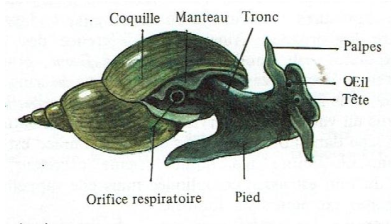 Coquille Manteau Tronc
Palpes
Œil
Tête
Orifice respiratoire Pied